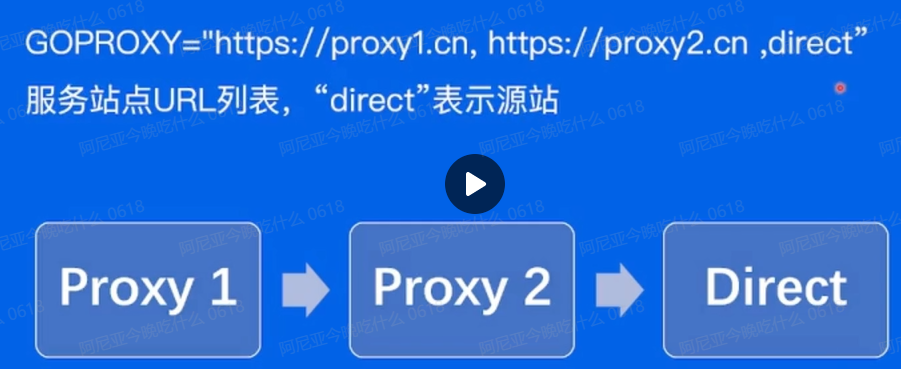 GOPROXY="https://proxy1.cn, https://proxy2.cn ,direct”
服务站点URL列表，“direct”表示源站
Proxy 1
Proxy 2
Direct
阿尼亚今晚吃什么 0618